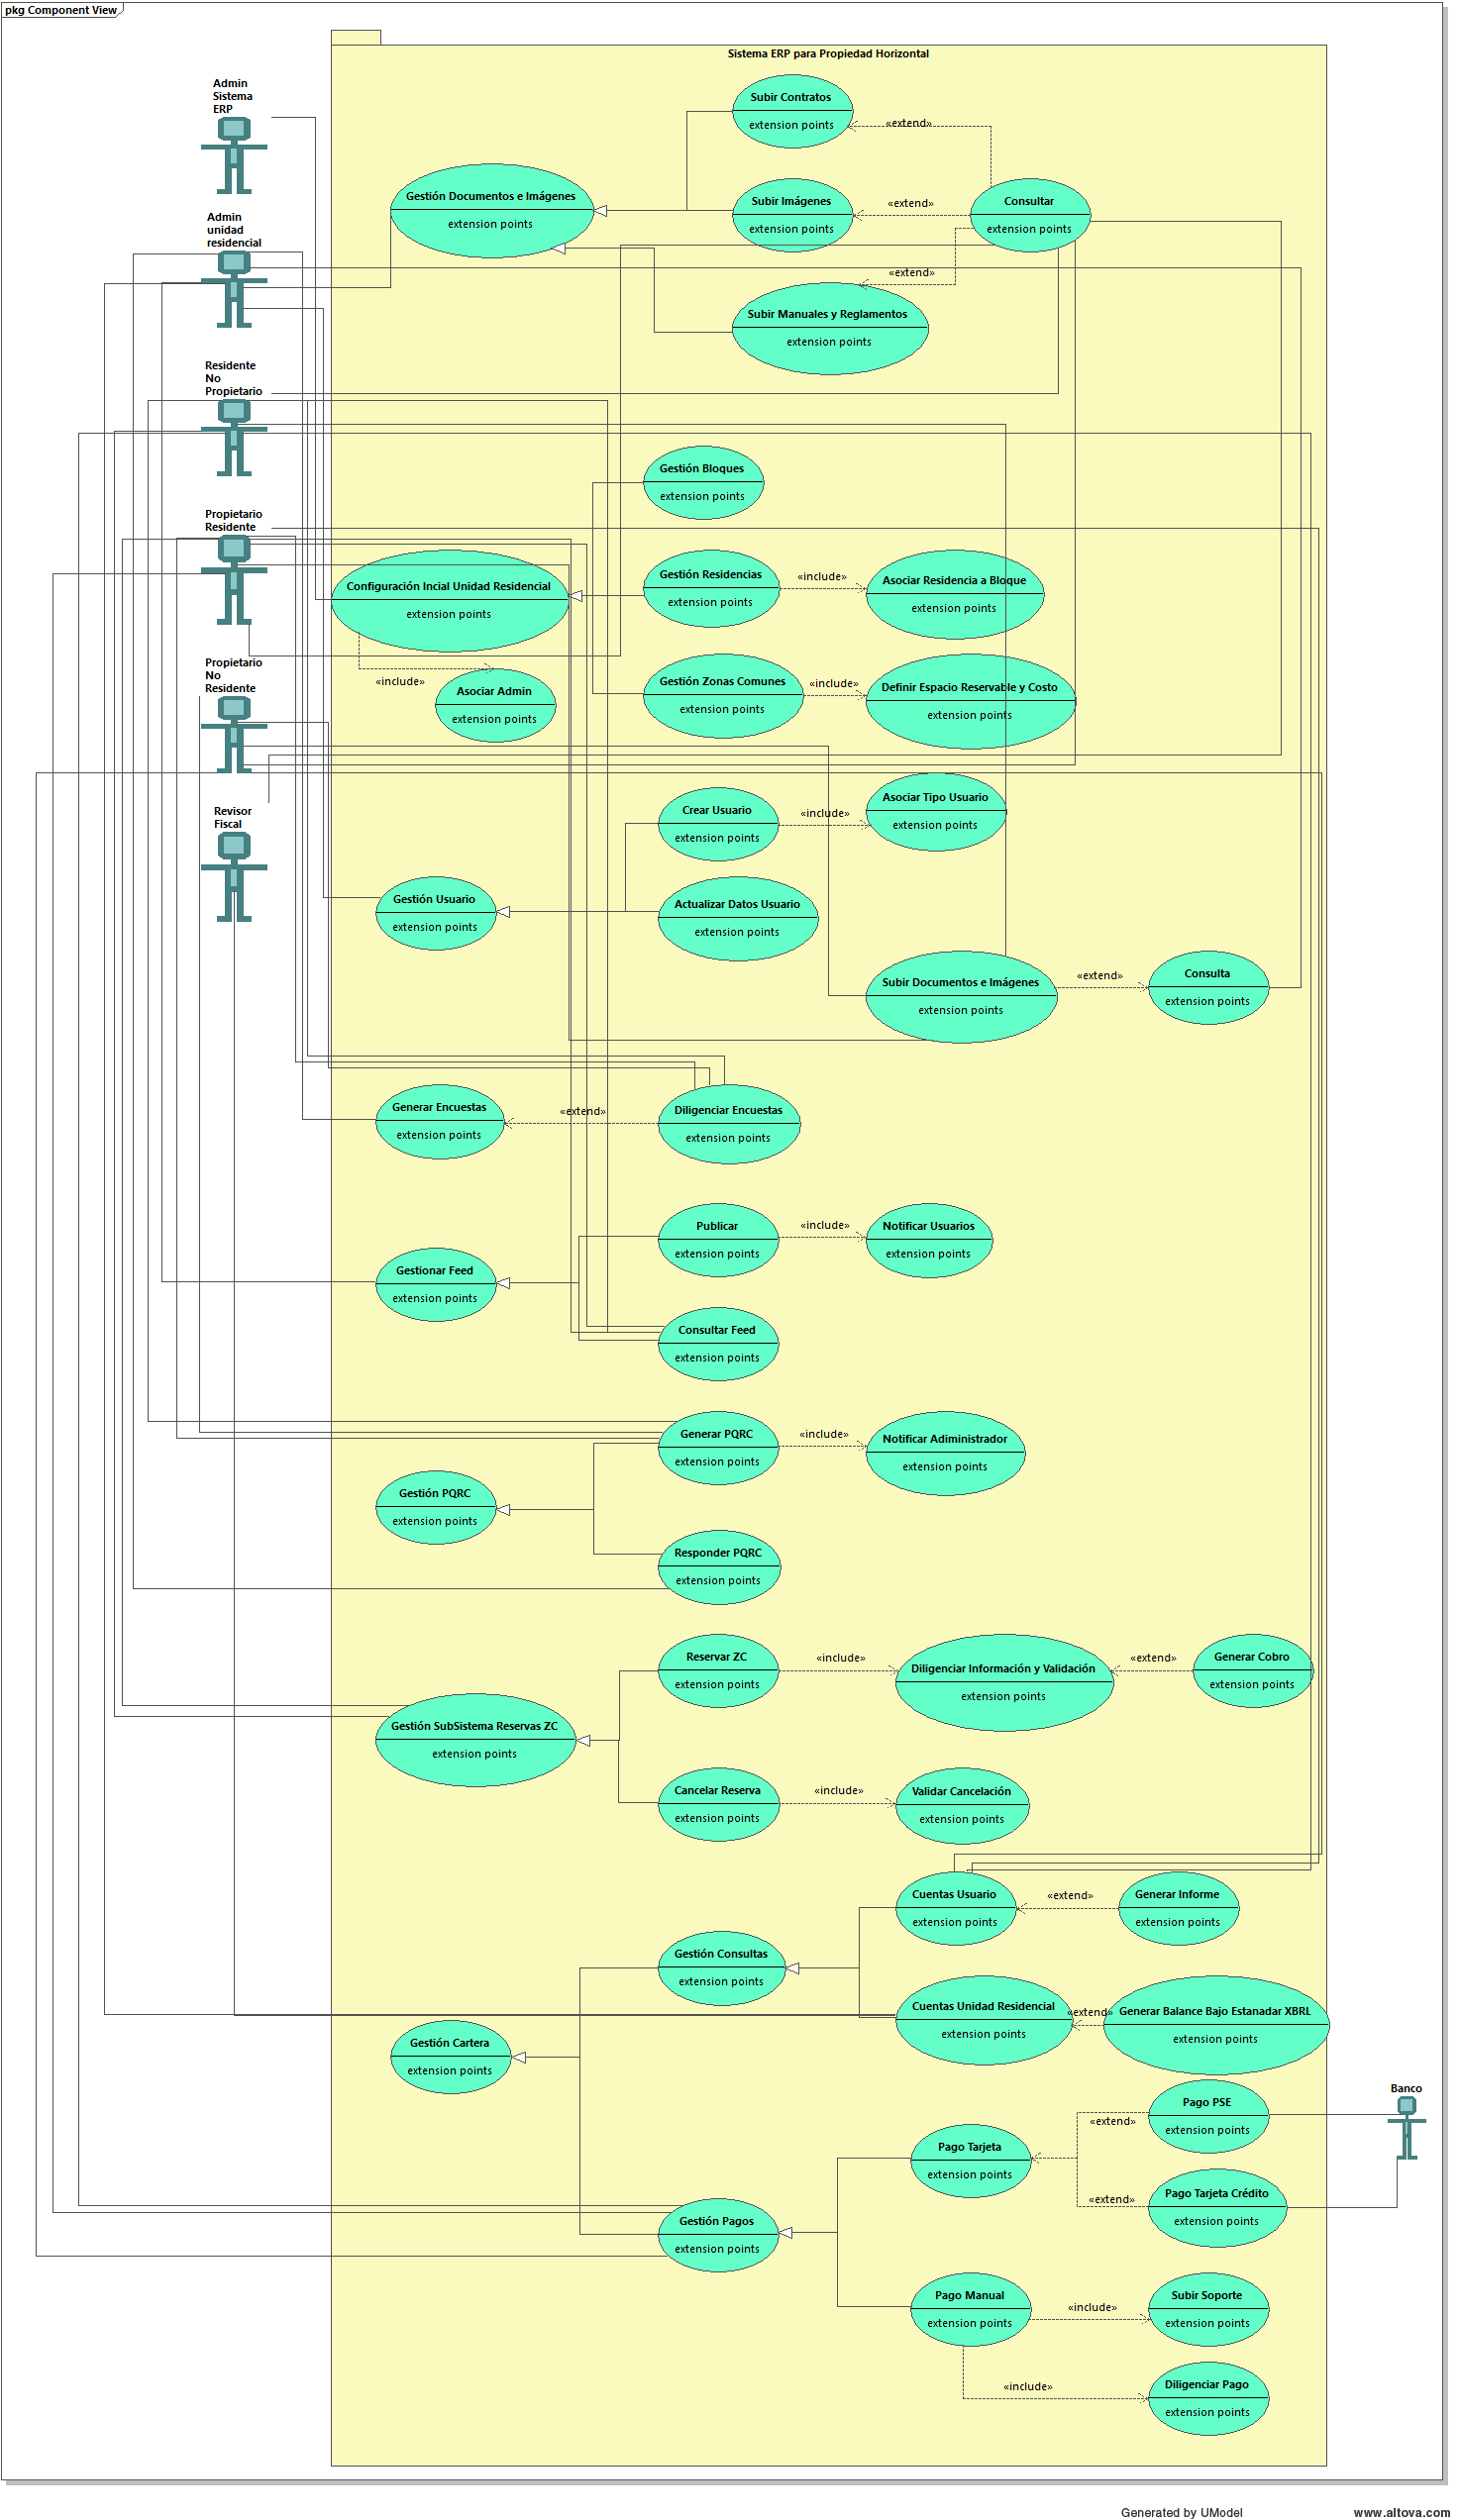 pkg Component View
Sistema ERP para Propiedad Horizontal
Admin
Sistema
ERP
Subir Contratos
extension points
«extend»
Gestión Documentos e Imágenes
extension points
Subir Imágenes
extension points
«extend»
Consultar
extension points
Admin
unidad
residencial
«extend»
Subir Manuales y Reglamentos
extension points
Residente
No
Propietario
Gestión Bloques
extension points
Propietario
Residente
Configuración Incial Unidad Residencial
extension points
Gestión Residencias
extension points
«include»
Asociar Residencia a Bloque
extension points
«include»
Asociar Admin
extension points
Gestión Zonas Comunes
extension points
«include»
Definir Espacio Reservable y Costo
extension points
Propietario
No
Residente
Revisor
Fiscal
Crear Usuario
extension points
«include»
Asociar Tipo Usuario
extension points
Gestión Usuario
extension points
Actualizar Datos Usuario
extension points
Subir Documentos e Imágenes
extension points
«extend»
Consulta
extension points
Generar Encuestas
extension points
«extend»
Diligenciar Encuestas
extension points
Publicar
extension points
«include»
Notificar Usuarios
extension points
Gestionar Feed
extension points
Consultar Feed
extension points
Generar PQRC
extension points
«include»
Notificar Adiministrador
extension points
Gestión PQRC
extension points
Responder PQRC
extension points
Reservar ZC
extension points
«include»
Diligenciar Información y Validación
extension points
«extend»
Generar Cobro
extension points
Gestión SubSistema Reservas ZC
extension points
Cancelar Reserva
extension points
«include»
Validar Cancelación
extension points
Cuentas Usuario
extension points
«extend»
Generar Informe
extension points
Gestión Consultas
extension points
Cuentas Unidad Residencial
extension points
«extend»
Generar Balance Bajo Estanadar XBRL
extension points
Gestión Cartera
extension points
Banco
Pago PSE
extension points
«extend»
Pago Tarjeta
extension points
«extend»
Pago Tarjeta Crédito
extension points
Gestión Pagos
extension points
Pago Manual
extension points
«include»
Subir Soporte
extension points
«include»
Diligenciar Pago
extension points
Generated by UModel
www.altova.com